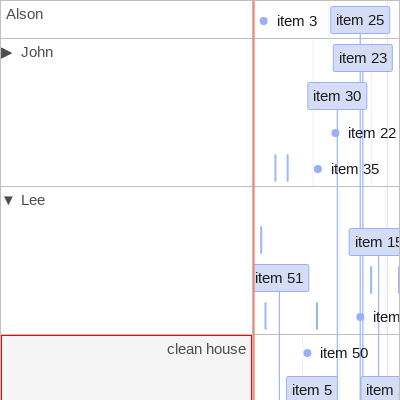 Alson
item 3
item 25
▶ John
item 23
item 30
item 22
item 35
▼ Lee
item 15
item 51
item
clean house
item 50
item 5
item